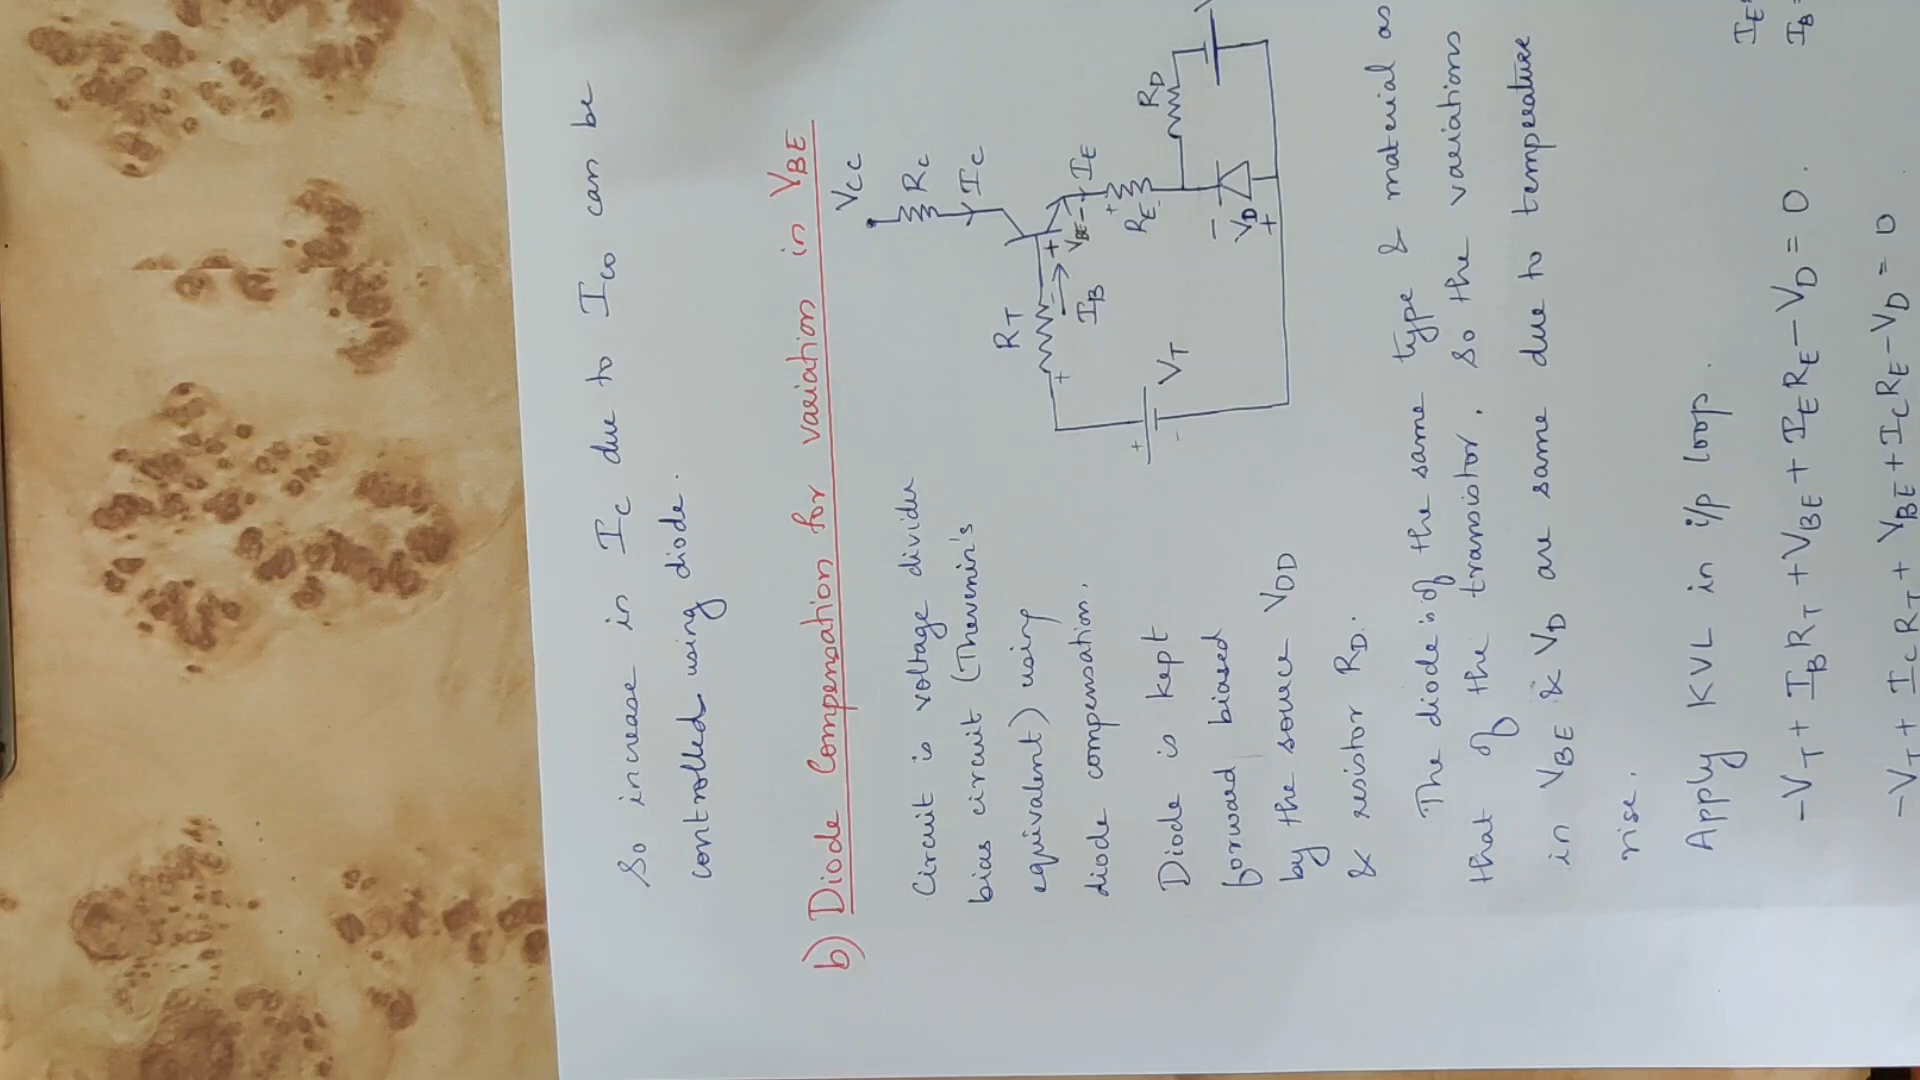 So increase in IC due to ICO can be
controlled using diode.
b) Diode Compensation for variation in VBE
Circuit is voltage divider
bias circuit (Thevenin's
equivalent) using
diode compensation.
Diode is kept
forward biased
by the source VDD
& resistor RD.
VCC
RC
IC
RT
+
IB
+
VBE
-
IE
+
RE
-
RD
+
VT
-
-
VD
+
The diode is of the same type & material as
that of the transistor. So the variations
in VBE & VD are same due to temperature
rise.
Apply KVL in i/p loop.
-VT + IBRT + VBE + IERE - VD = 0.
IE
IB =
-VT + ICRT + VBE + ICRE - VD = 0